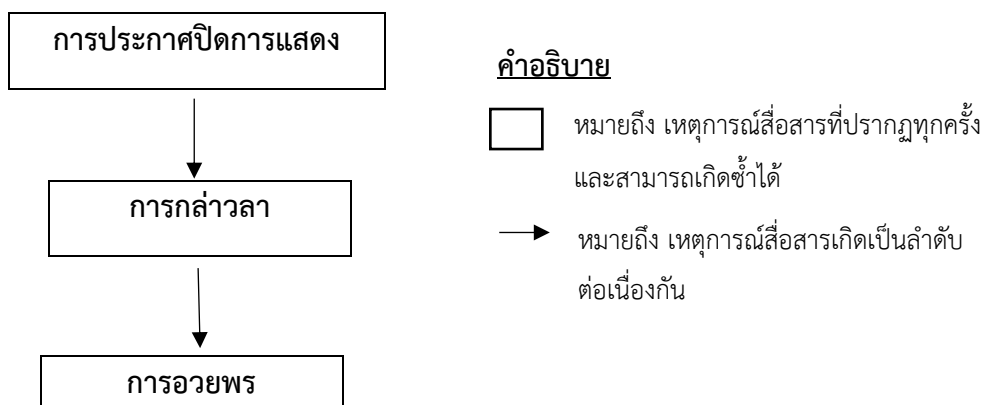 การประกาศปิดการแสดง
การกล่าวลา
การอวยพร
คำอธิบาย
หมายถึง เหตุการณ์สื่อสารที่ปรากฏทุกครั้ง
และสามารถเกิดซ้ำได้
หมายถึง เหตุการณ์สื่อสารเกิดเป็นลำดับ
ต่อเนื่องกัน